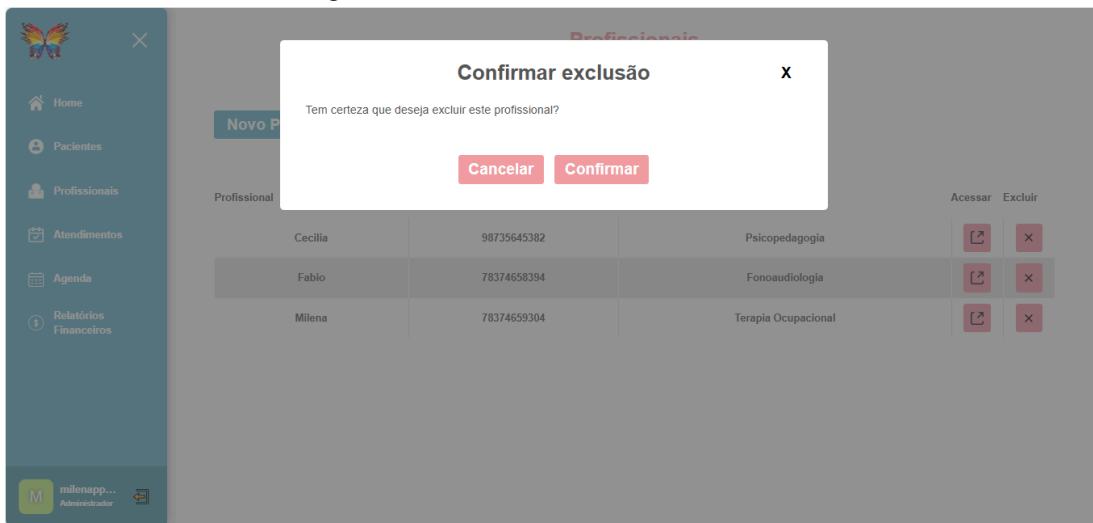 Profissionais
Confirmar exclusão X
Home
Tem certeza que deseja excluir este profissional?
Novo P
Pacientes
Cancelar Confirmar
Profissionais
Profissional Acessar Excluir
Atendimentos
Cecilia 98735645382 Psicopedagogia
Agenda
Fabio 78374658394 Fonoaudiologia
Relatórios
Financeiros
Milena 78374659304 Terapia Ocupacional
M milenapp...
Administrador